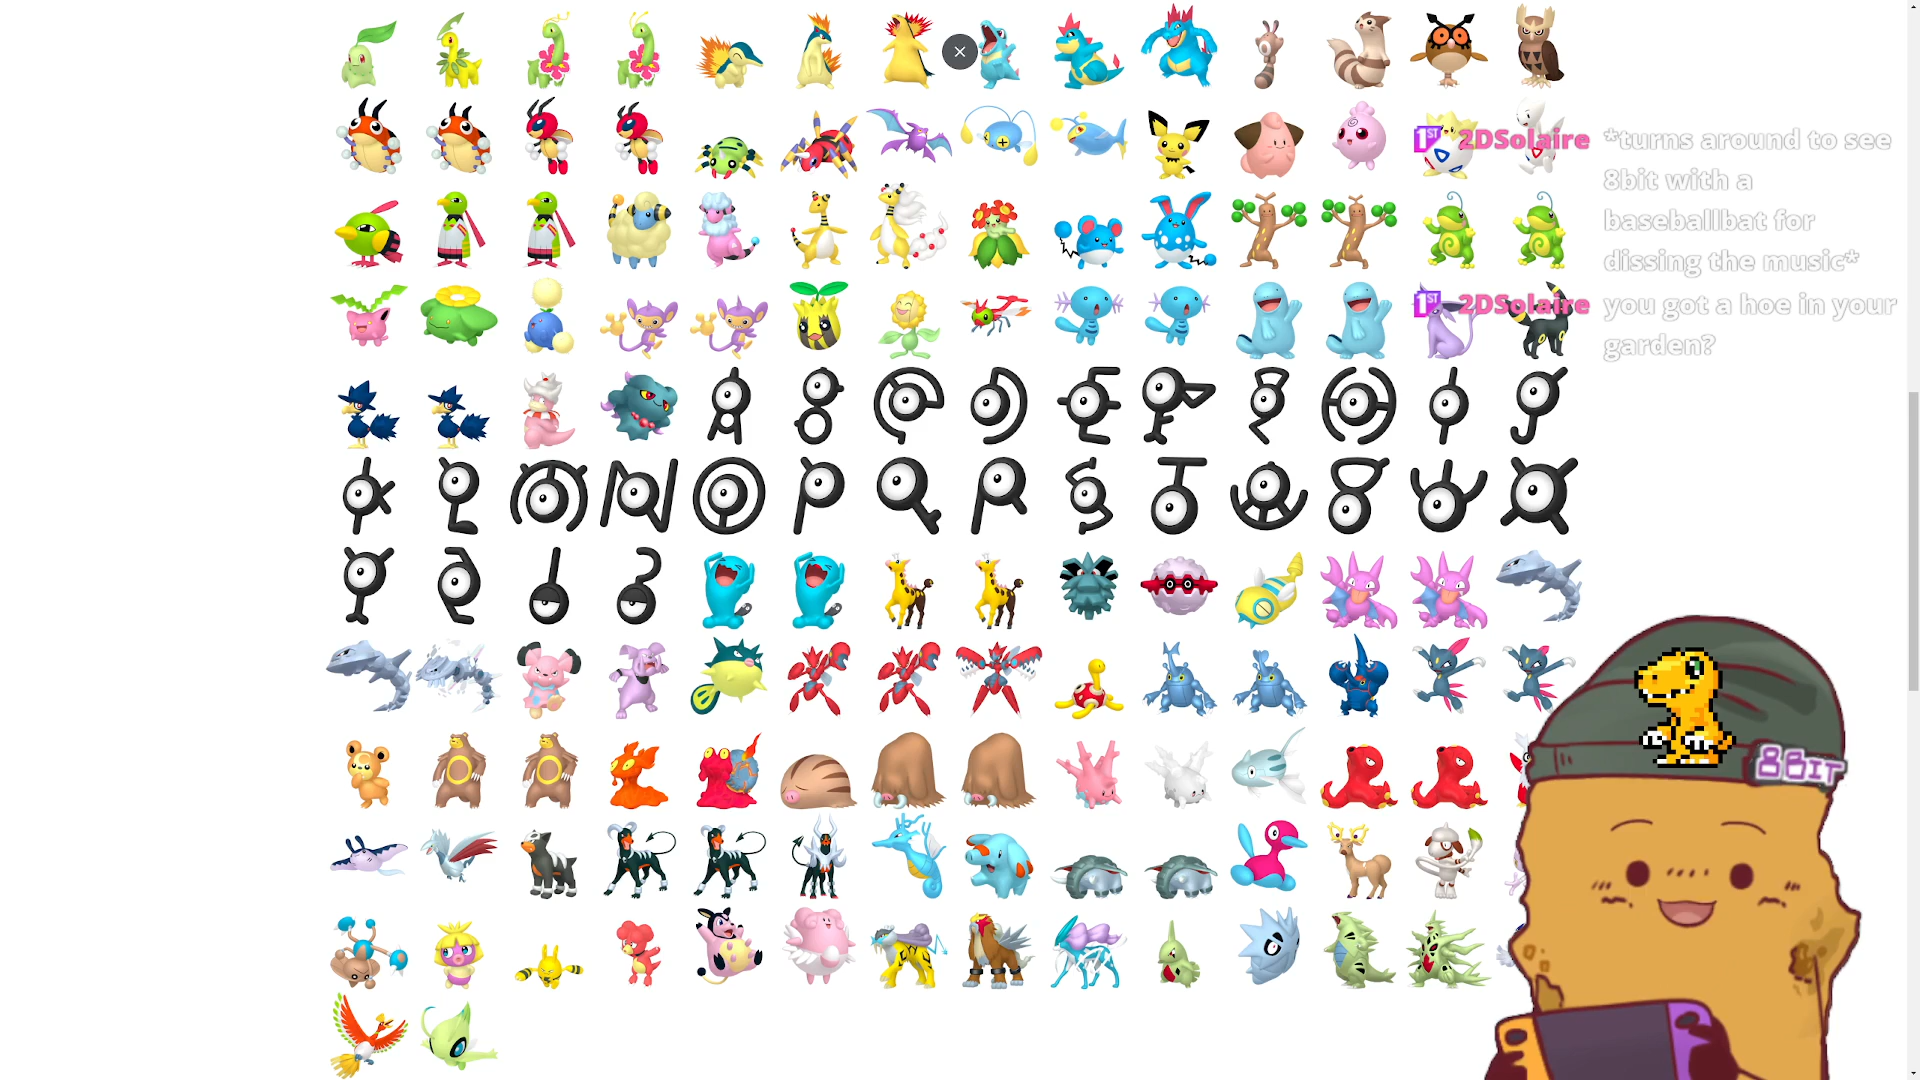 1ST 2DSolaire *turns around to see
8bit with a
baseballbat for
dissing the music*
1ST 2DSolaire you got a hoe in your
garden?
8BIT